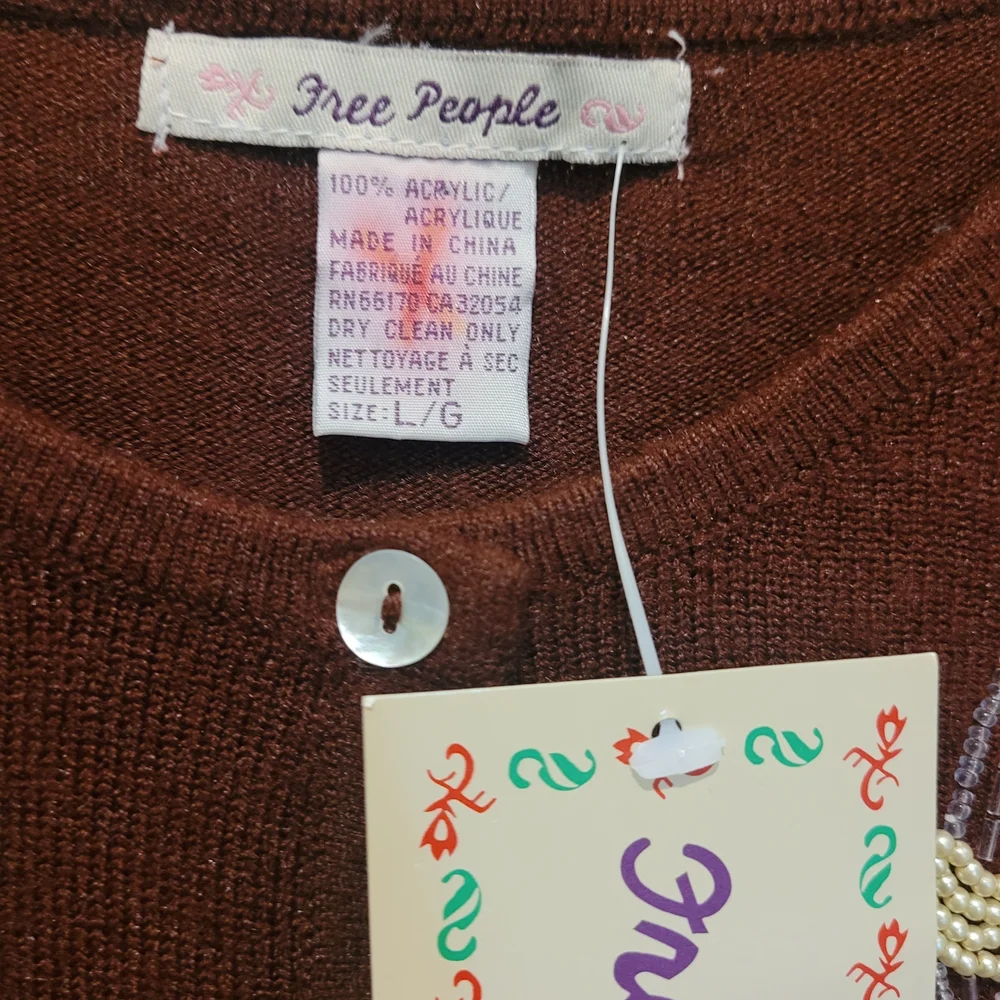 Free People
100% ACRYLIC/
ACRYLIQUE
MADE IN CHINA
FABRIQUÉ AU CHINE
RN66170 CA32054
DRY CLEAN ONLY
NETTOYAGE À SEC
SEULEMENT
SIZE: L/G